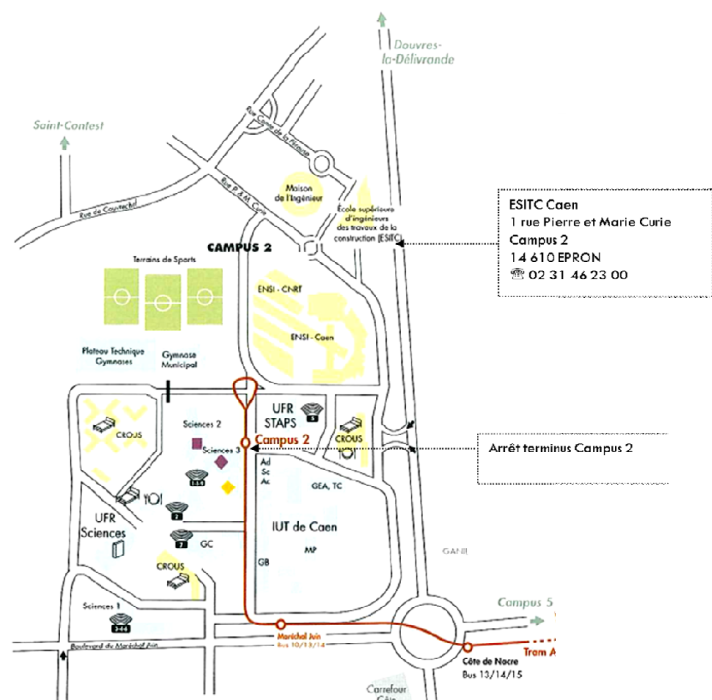 Douvres-
la-Délivrande
Saint-Contest
Rue P. & M. Curie
Maison
de l'Ingénieur
École supérieure
d'ingénieurs
des travaux de la
construction (ESITC)
ESITC Caen
1 rue Pierre et Marie Curie
Campus 2
14 610 EPRON
☏ 02 31 46 23 00
CAMPUS 2
Terrains de Sports
ENSI - CNRT
ENSI - Caen
Plateau Technique
Gymnases
Gymnase
Municipal
UFR
STAPS
CROUS
CROUS
Sciences 2
Sciences 3
Campus 2
Arrêt terminus Campus 2
Ad
Sc
Ac
GEA, TC
UFR
Sciences
IUT de Caen
GC
MP
GB
GANIL
CROUS
Sciences 1
Campus 5
Maréchal Juin
Bus 10/13/14
Boulevard du Maréchal Juin
Tram A
Côte de Nacre
Bus 13/14/15
Carrefour